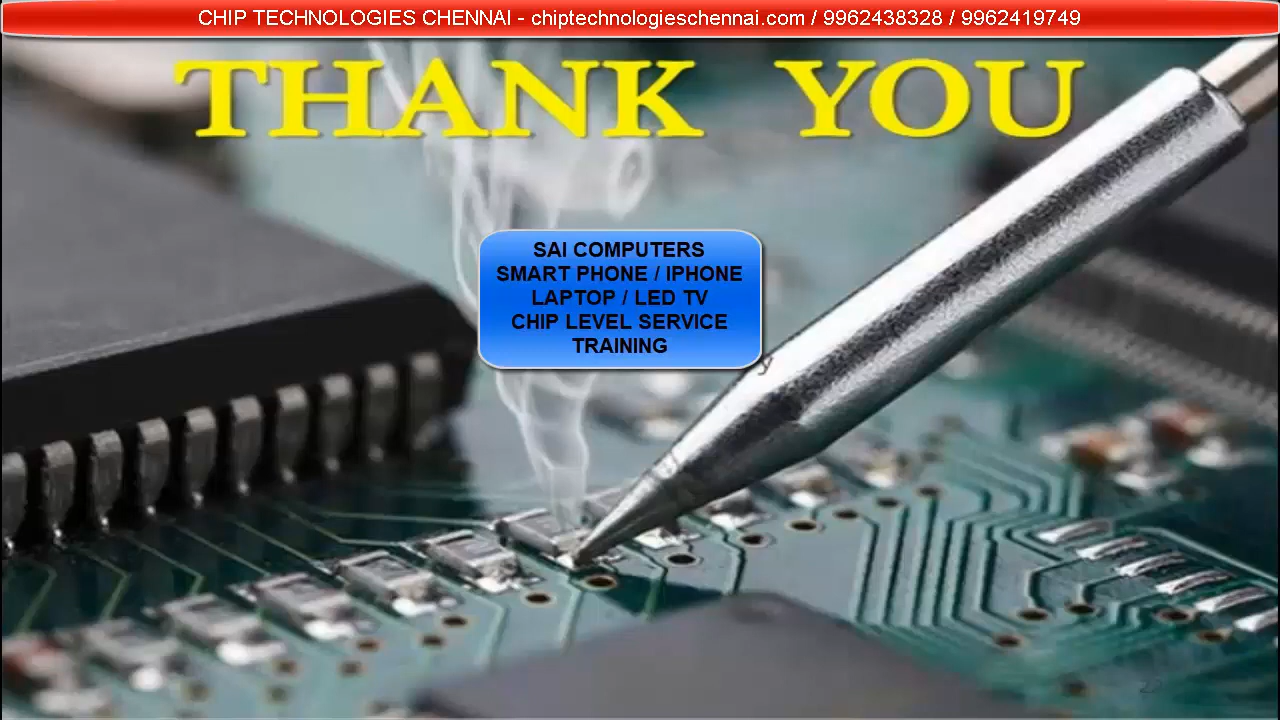 CHIP TECHNOLOGIES CHENNAI - chiptechnologieschennai.com / 9962438328 / 9962419749
THANK YOU
SAI COMPUTERS
SMART PHONE / IPHONE
LAPTOP / LED TV
CHIP LEVEL SERVICE
TRAINING